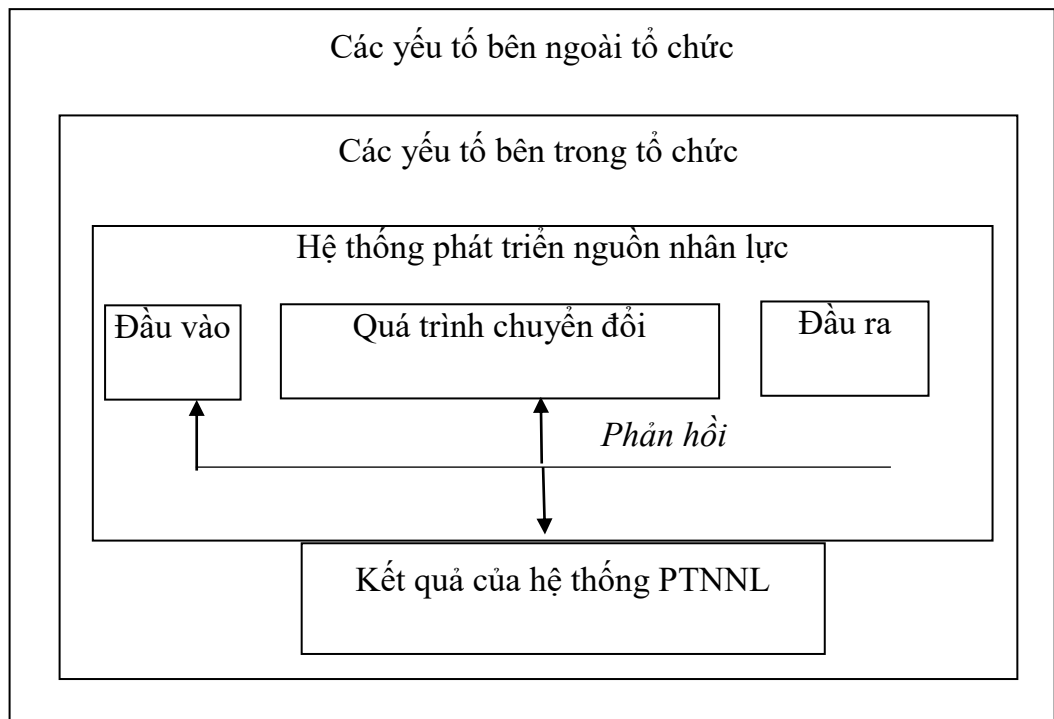 Các yếu tố bên ngoài tổ chức
Các yếu tố bên trong tổ chức
Hệ thống phát triển nguồn nhân lực
Đầu vào
Quá trình chuyển đổi
Đầu ra
Phản hồi
Kết quả của hệ thống PTNNL